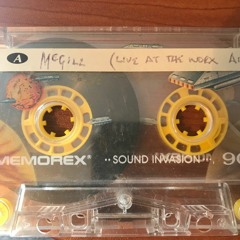 A McGILL (LIVE AT THE WORX
MEMOREX "SOUND INVASION" 90